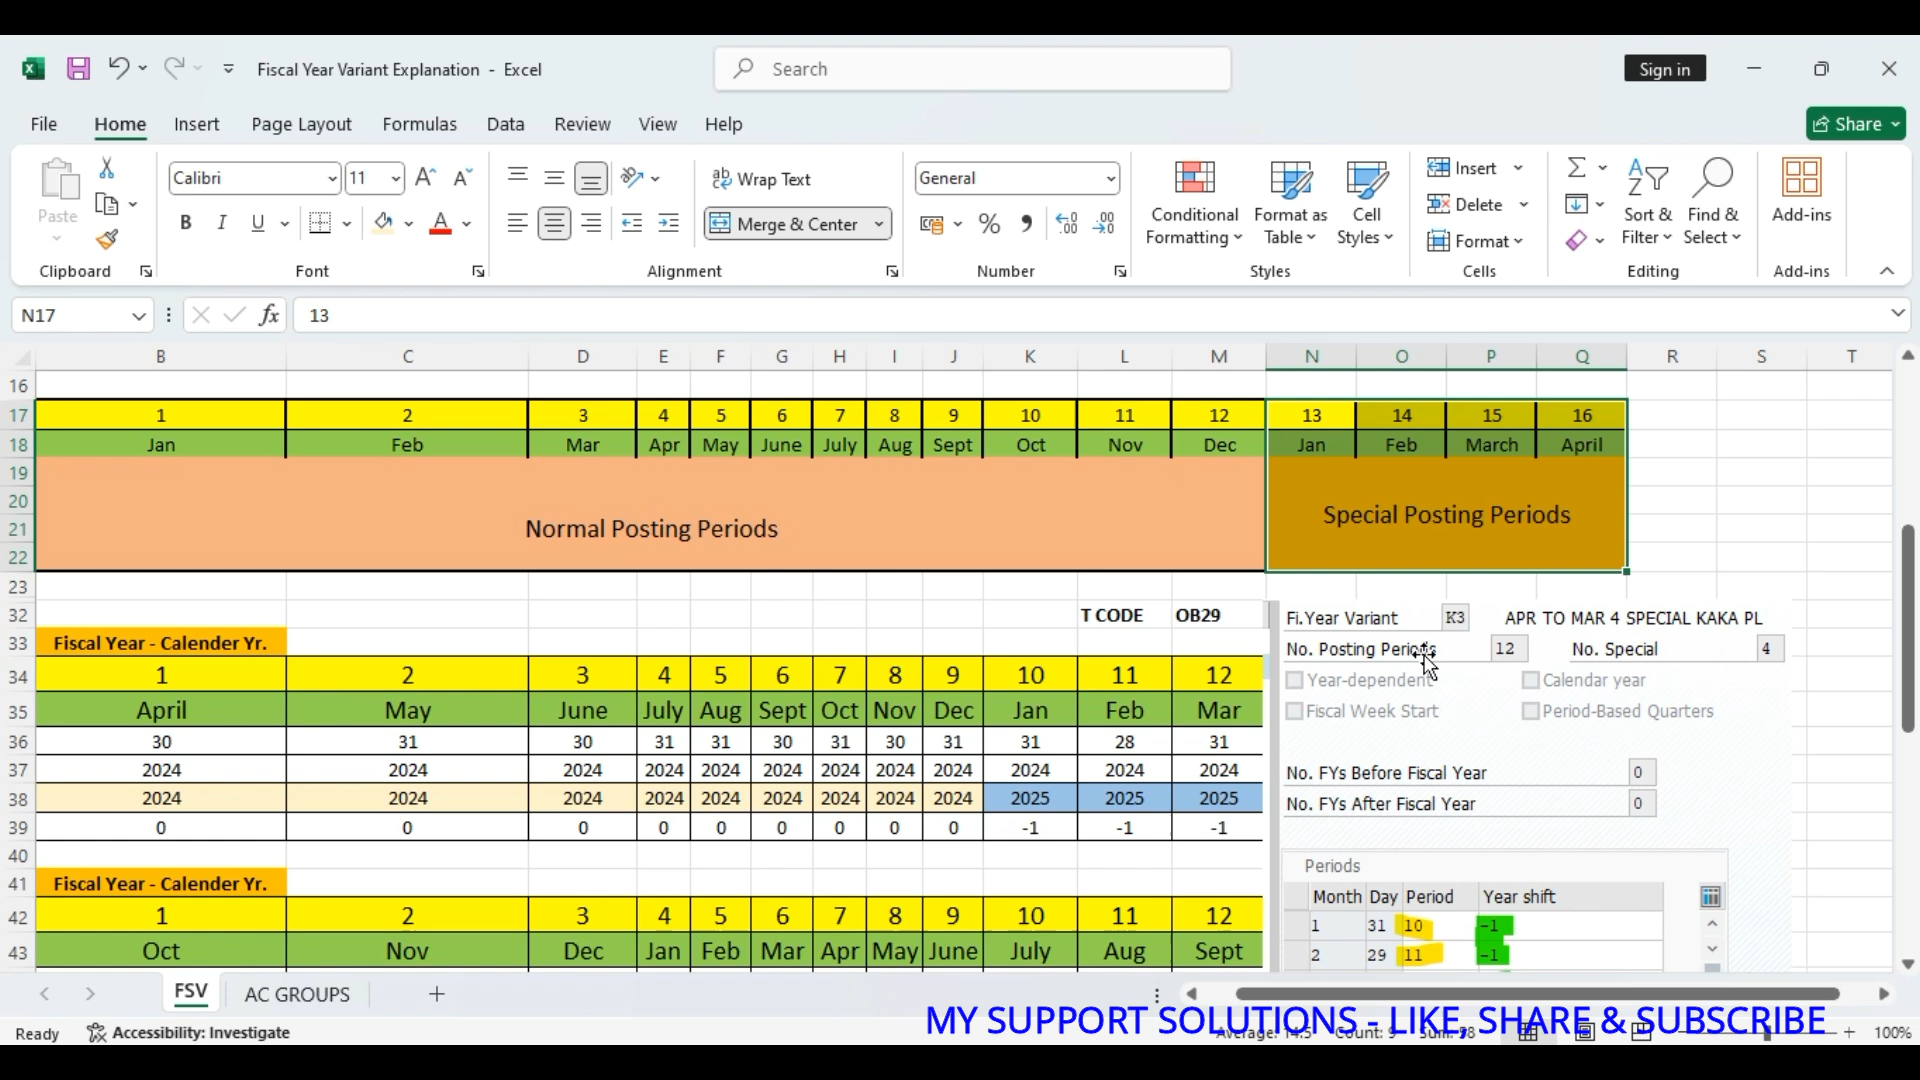 Fiscal Year Variant Explanation - Excel
Search
Sign in
File Home Insert Page Layout Formulas Data Review View Help
Share
Paste
Calibri 11
B I U
Wrap Text
Merge & Center
General
Conditional Formatting
Format as Table
Cell Styles
Insert
Delete
Format
Sort & Filter
Find & Select
Add-ins
Clipboard Font Alignment Number Styles Cells Editing Add-ins
N17 fx 13
B C D E F G H I J K L M N O P Q R S T
16
17 1 2 3 4 5 6 7 8 9 10 11 12 13 14 15 16
18 Jan Feb Mar Apr May June July Aug Sept Oct Nov Dec Jan Feb March April
19
20
21 Normal Posting Periods Special Posting Periods
22
23
32 T CODE OB29 Fi.Year Variant K3 APR TO MAR 4 SPECIAL KAKA PL
33 Fiscal Year - Calender Yr. No. Posting Periods 12 No. Special 4
34 1 2 3 4 5 6 7 8 9 10 11 12 Year-dependent Calendar year
35 April May June July Aug Sept Oct Nov Dec Jan Feb Mar Fiscal Week Start Period-Based Quarters
36 30 31 30 31 31 30 31 30 31 31 28 31
37 2024 2024 2024 2024 2024 2024 2024 2024 2024 2024 2024 2024 No. FYs Before Fiscal Year 0
38 2024 2024 2024 2024 2024 2024 2024 2024 2024 2025 2025 2025 No. FYs After Fiscal Year 0
39 0 0 0 0 0 0 0 0 0 -1 -1 -1
40 Periods
41 Fiscal Year - Calender Yr. Month Day Period Year shift
42 1 2 3 4 5 6 7 8 9 10 11 12 1 31 10 -1
43 Oct Nov Dec Jan Feb Mar Apr May June July Aug Sept 2 29 11 -1
FSV AC GROUPS
MY SUPPORT SOLUTIONS - LIKE, SHARE & SUBSCRIBE
Ready Accessibility: Investigate Average: 14.5 100%